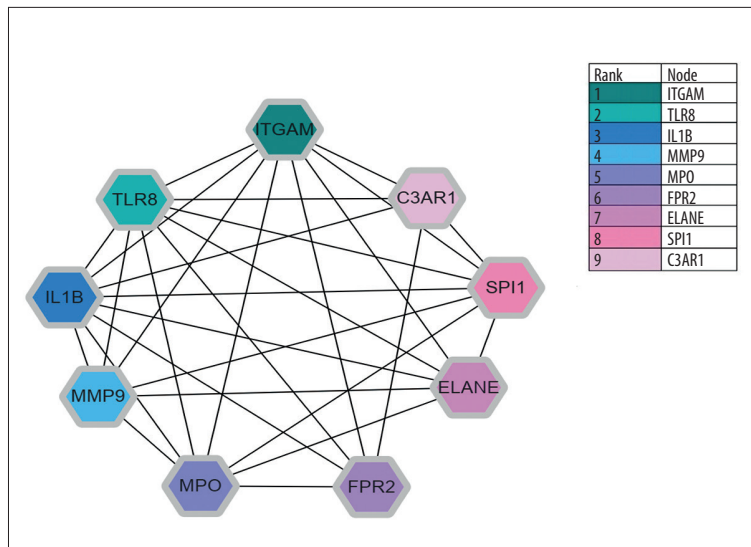 ITGAM
TLR8
C3AR1
IL1B
SPI1
MMP9
ELANE
MPO
FPR2
Rank Node
1 ITGAM
2 TLR8
3 IL1B
4 MMP9
5 MPO
6 FPR2
7 ELANE
8 SPI1
9 C3AR1